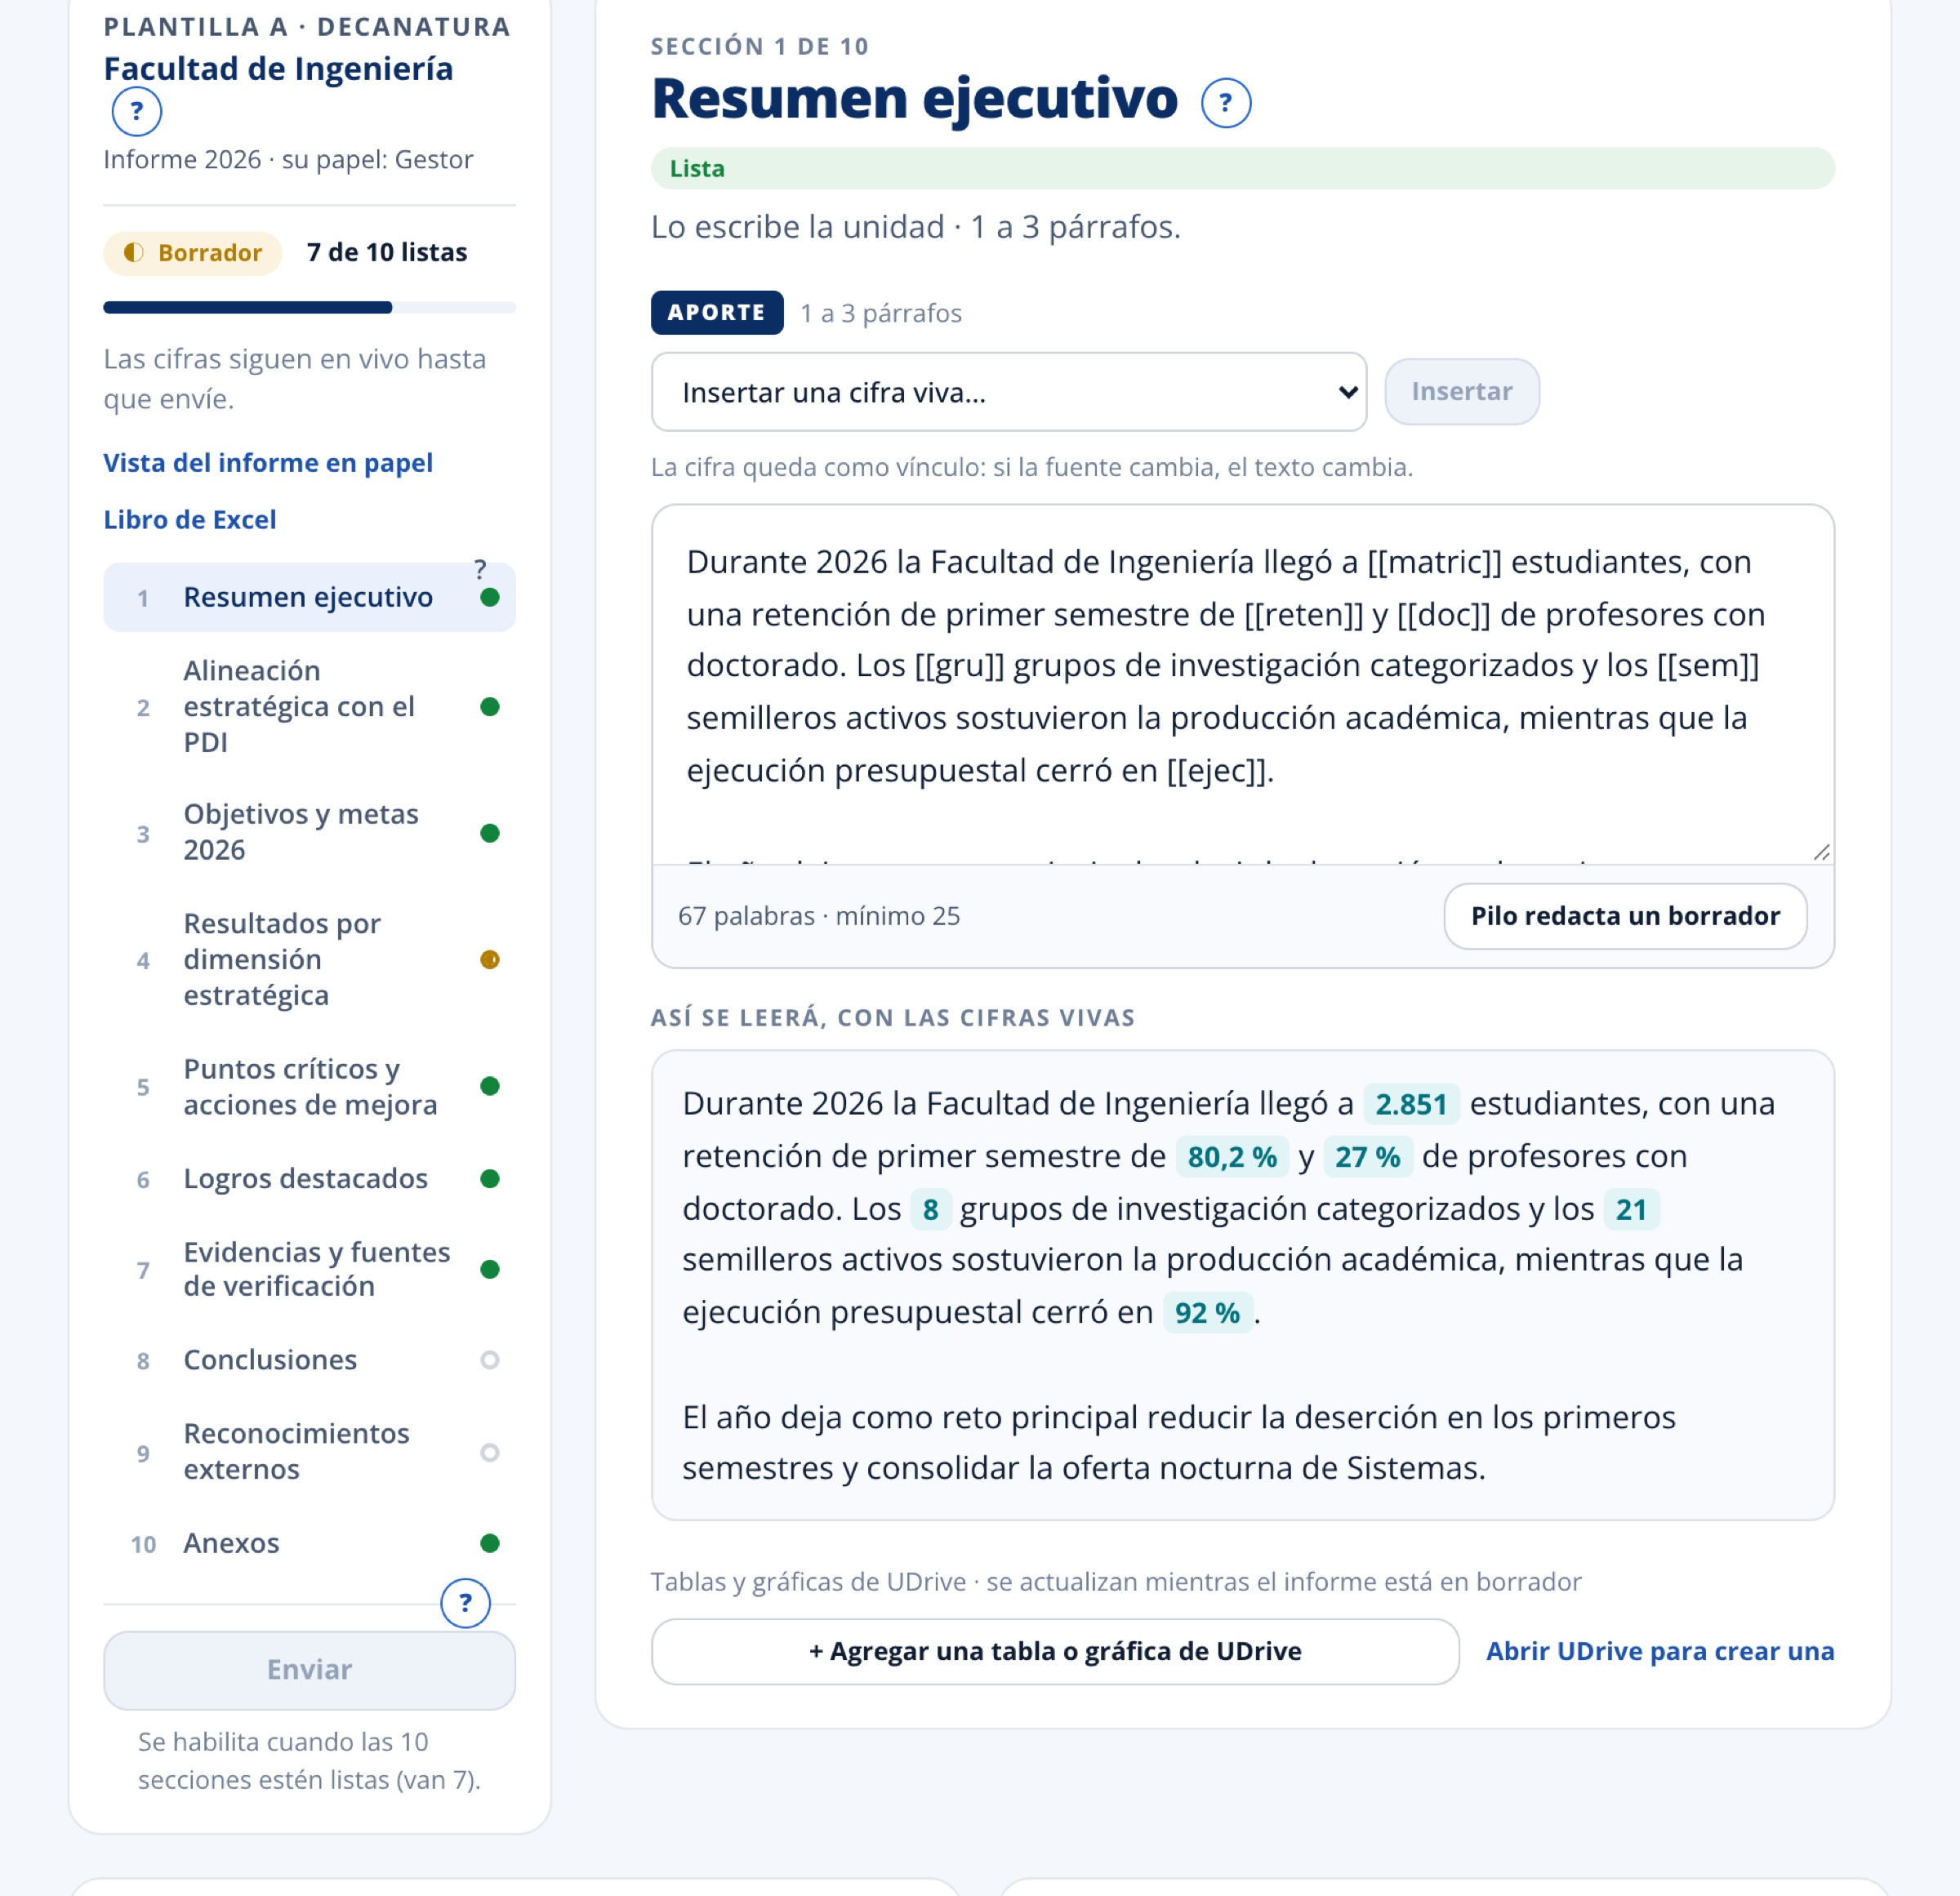 PLANTILLA A · DECANATURA
Facultad de Ingeniería
?
Informe 2026 · su papel: Gestor
Borrador
7 de 10 listas
Las cifras siguen en vivo hasta
que envíe.
Vista del informe en papel
Libro de Excel
?
1 Resumen ejecutivo
2 Alineación
estratégica con el
PDI
3 Objetivos y metas
2026
4 Resultados por
dimensión
estratégica
5 Puntos críticos y
acciones de mejora
6 Logros destacados
7 Evidencias y fuentes
de verificación
8 Conclusiones
9 Reconocimientos
externos
10 Anexos
?
Enviar
Se habilita cuando las 10
secciones estén listas (van 7).
SECCIÓN 1 DE 10
Resumen ejecutivo ?
Lista
Lo escribe la unidad · 1 a 3 párrafos.
APORTE 1 a 3 párrafos
Insertar una cifra viva...
Insertar
La cifra queda como vínculo: si la fuente cambia, el texto cambia.
Durante 2026 la Facultad de Ingeniería llegó a [[matric]] estudiantes, con
una retención de primer semestre de [[reten]] y [[doc]] de profesores con
doctorado. Los [[gru]] grupos de investigación categorizados y los [[sem]]
semilleros activos sostuvieron la producción académica, mientras que la
ejecución presupuestal cerró en [[ejec]].
67 palabras · mínimo 25
Pilo redacta un borrador
ASÍ SE LEERÁ, CON LAS CIFRAS VIVAS
Durante 2026 la Facultad de Ingeniería llegó a 2.851 estudiantes, con una
retención de primer semestre de 80,2 % y 27 % de profesores con
doctorado. Los 8 grupos de investigación categorizados y los 21
semilleros activos sostuvieron la producción académica, mientras que la
ejecución presupuestal cerró en 92 %.
El año deja como reto principal reducir la deserción en los primeros
semestres y consolidar la oferta nocturna de Sistemas.
Tablas y gráficas de UDrive · se actualizan mientras el informe está en borrador
+ Agregar una tabla o gráfica de UDrive
Abrir UDrive para crear una